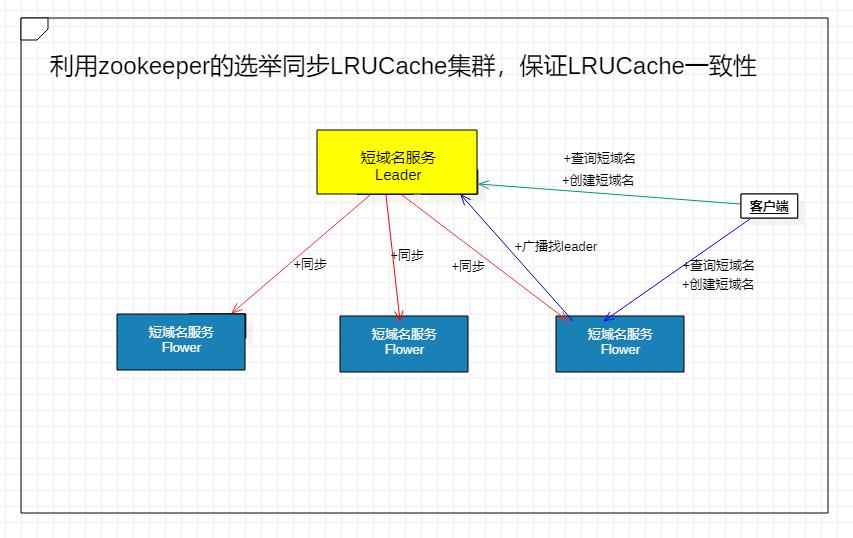 利用zookeeper的选举同步LRUCache集群，保证LRUCache一致性
短域名服务
Leader
+查询短域名
+创建短域名
客户端
+广播找leader
+同步
+同步
+同步
+查询短域名
+创建短域名
短域名服务
Flower
短域名服务
Flower
短域名服务
Flower